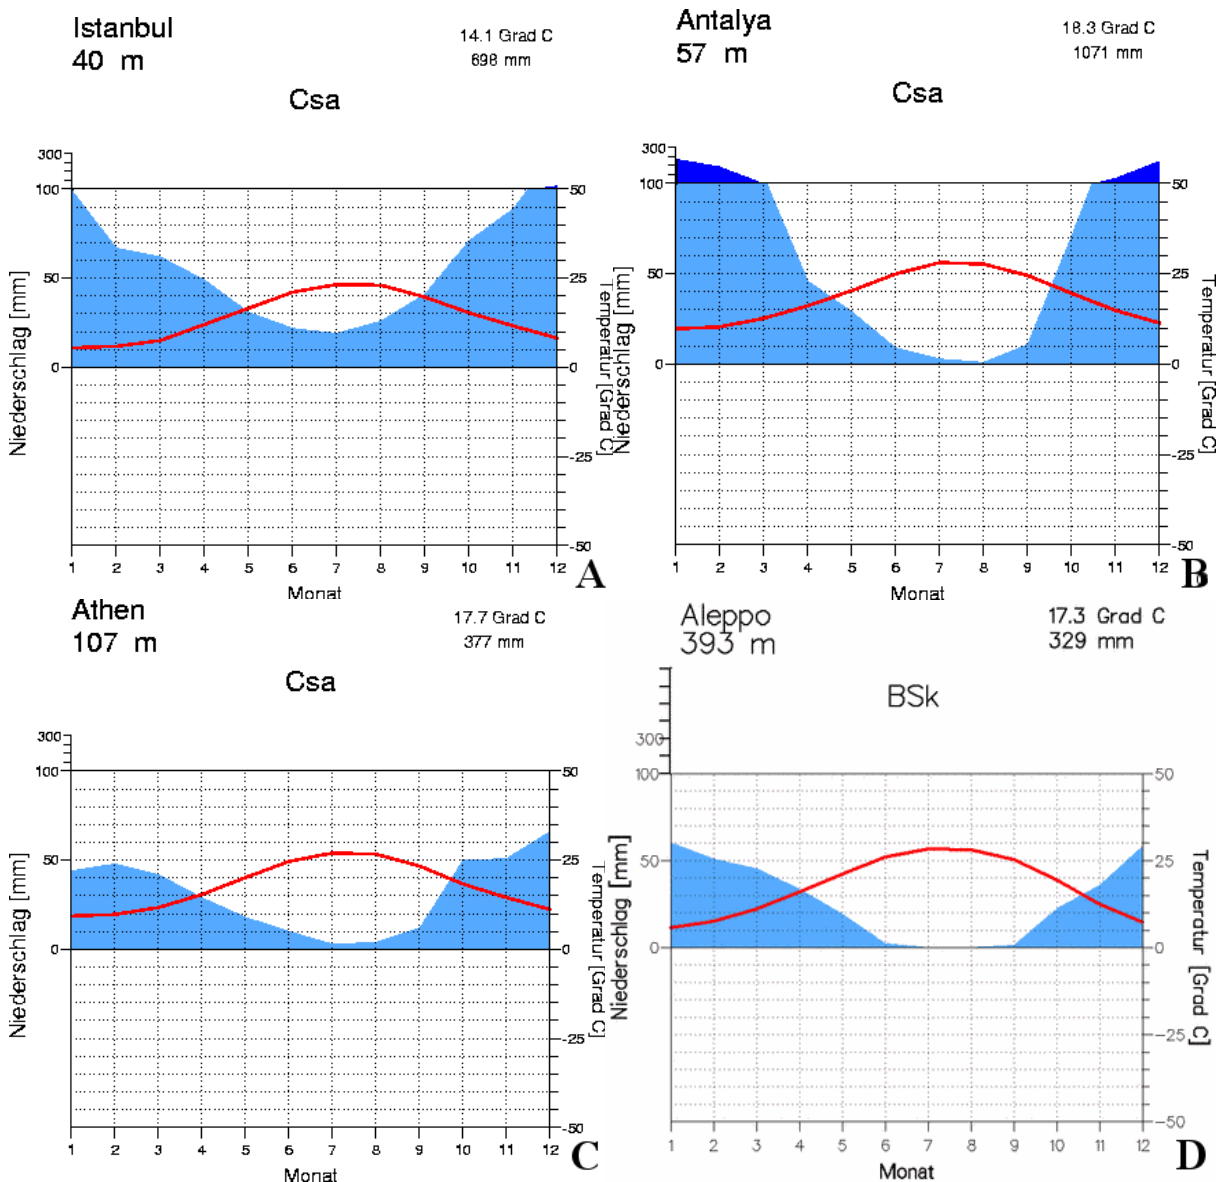 Istanbul
40 m
14.1 Grad C
698 mm
Csa
300
100
50
0
50
25
0
-25
-50
Niederschlag [mm]
Temperatur [Grad C]
1 2 3 4 5 6 7 8 9 10 11 12
Monat
A
Antalya
57 m
18.3 Grad C
1071 mm
Csa
300
100
50
0
50
25
0
-25
-50
Niederschlag [mm]
Temperatur [Grad C]
1 2 3 4 5 6 7 8 9 10 11 12
Monat
B
Athen
107 m
17.7 Grad C
377 mm
Csa
300
100
50
0
50
25
0
-25
-50
Niederschlag [mm]
Temperatur [Grad C]
1 2 3 4 5 6 7 8 9 10 11 12
Monat
C
Aleppo
393 m
17.3 Grad C
329 mm
BSk
300
100
50
0
50
25
0
-25
-50
Niederschlag [mm]
Temperatur [Grad C]
1 2 3 4 5 6 7 8 9 10 11 12
Monat
D